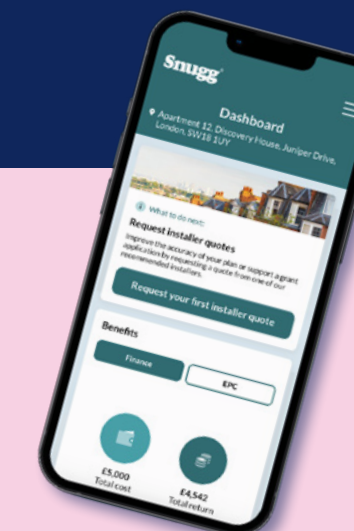 Snugg
Dashboard
Apartment 12, Discovery House, Juniper Drive,
London, SW18 1UY
What to do next:
Request installer quotes
Improve the accuracy of your plan or support a grant
application by requesting a quote from one of our
recommended installers.
Request your first installer quote
Benefits
Finance
EPC
£5,000
Total cost
£4,542
Total return